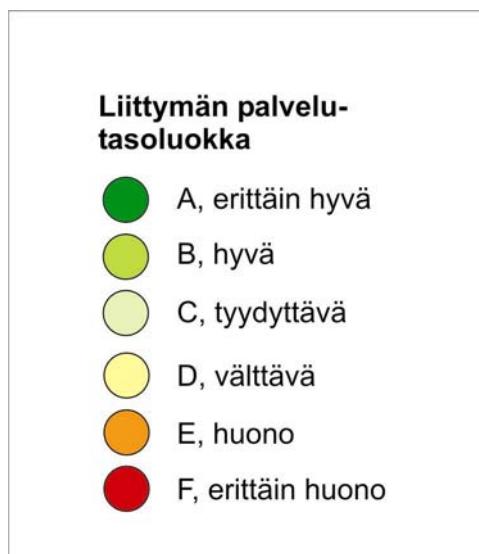 Liittymän palvelu-
tasoluokka
A, erittäin hyvä
B, hyvä
C, tyydyttävä
D, välttävä
E, huono
F, erittäin huono